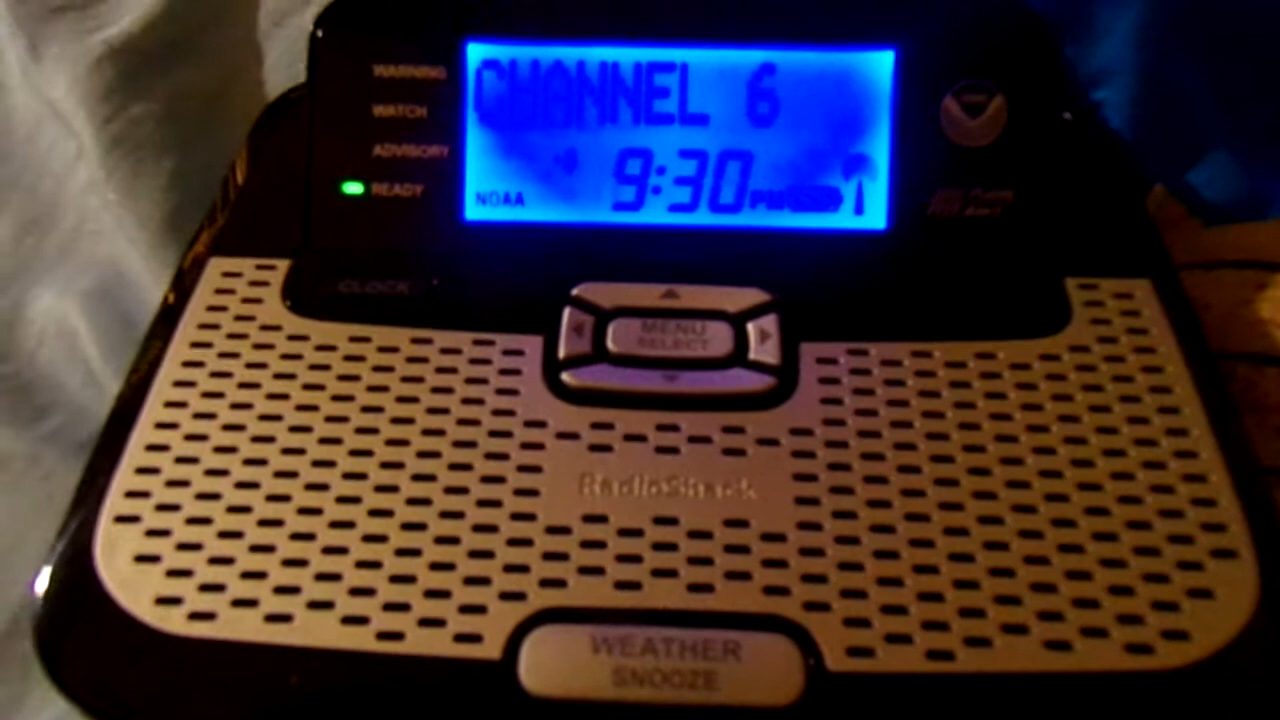 WARNING
WATCH
ADVISORY
READY
CHANNEL 6
9:30 PM
NOAA
CLOCK
MENU
SELECT
RadioShack
WEATHER
SNOOZE